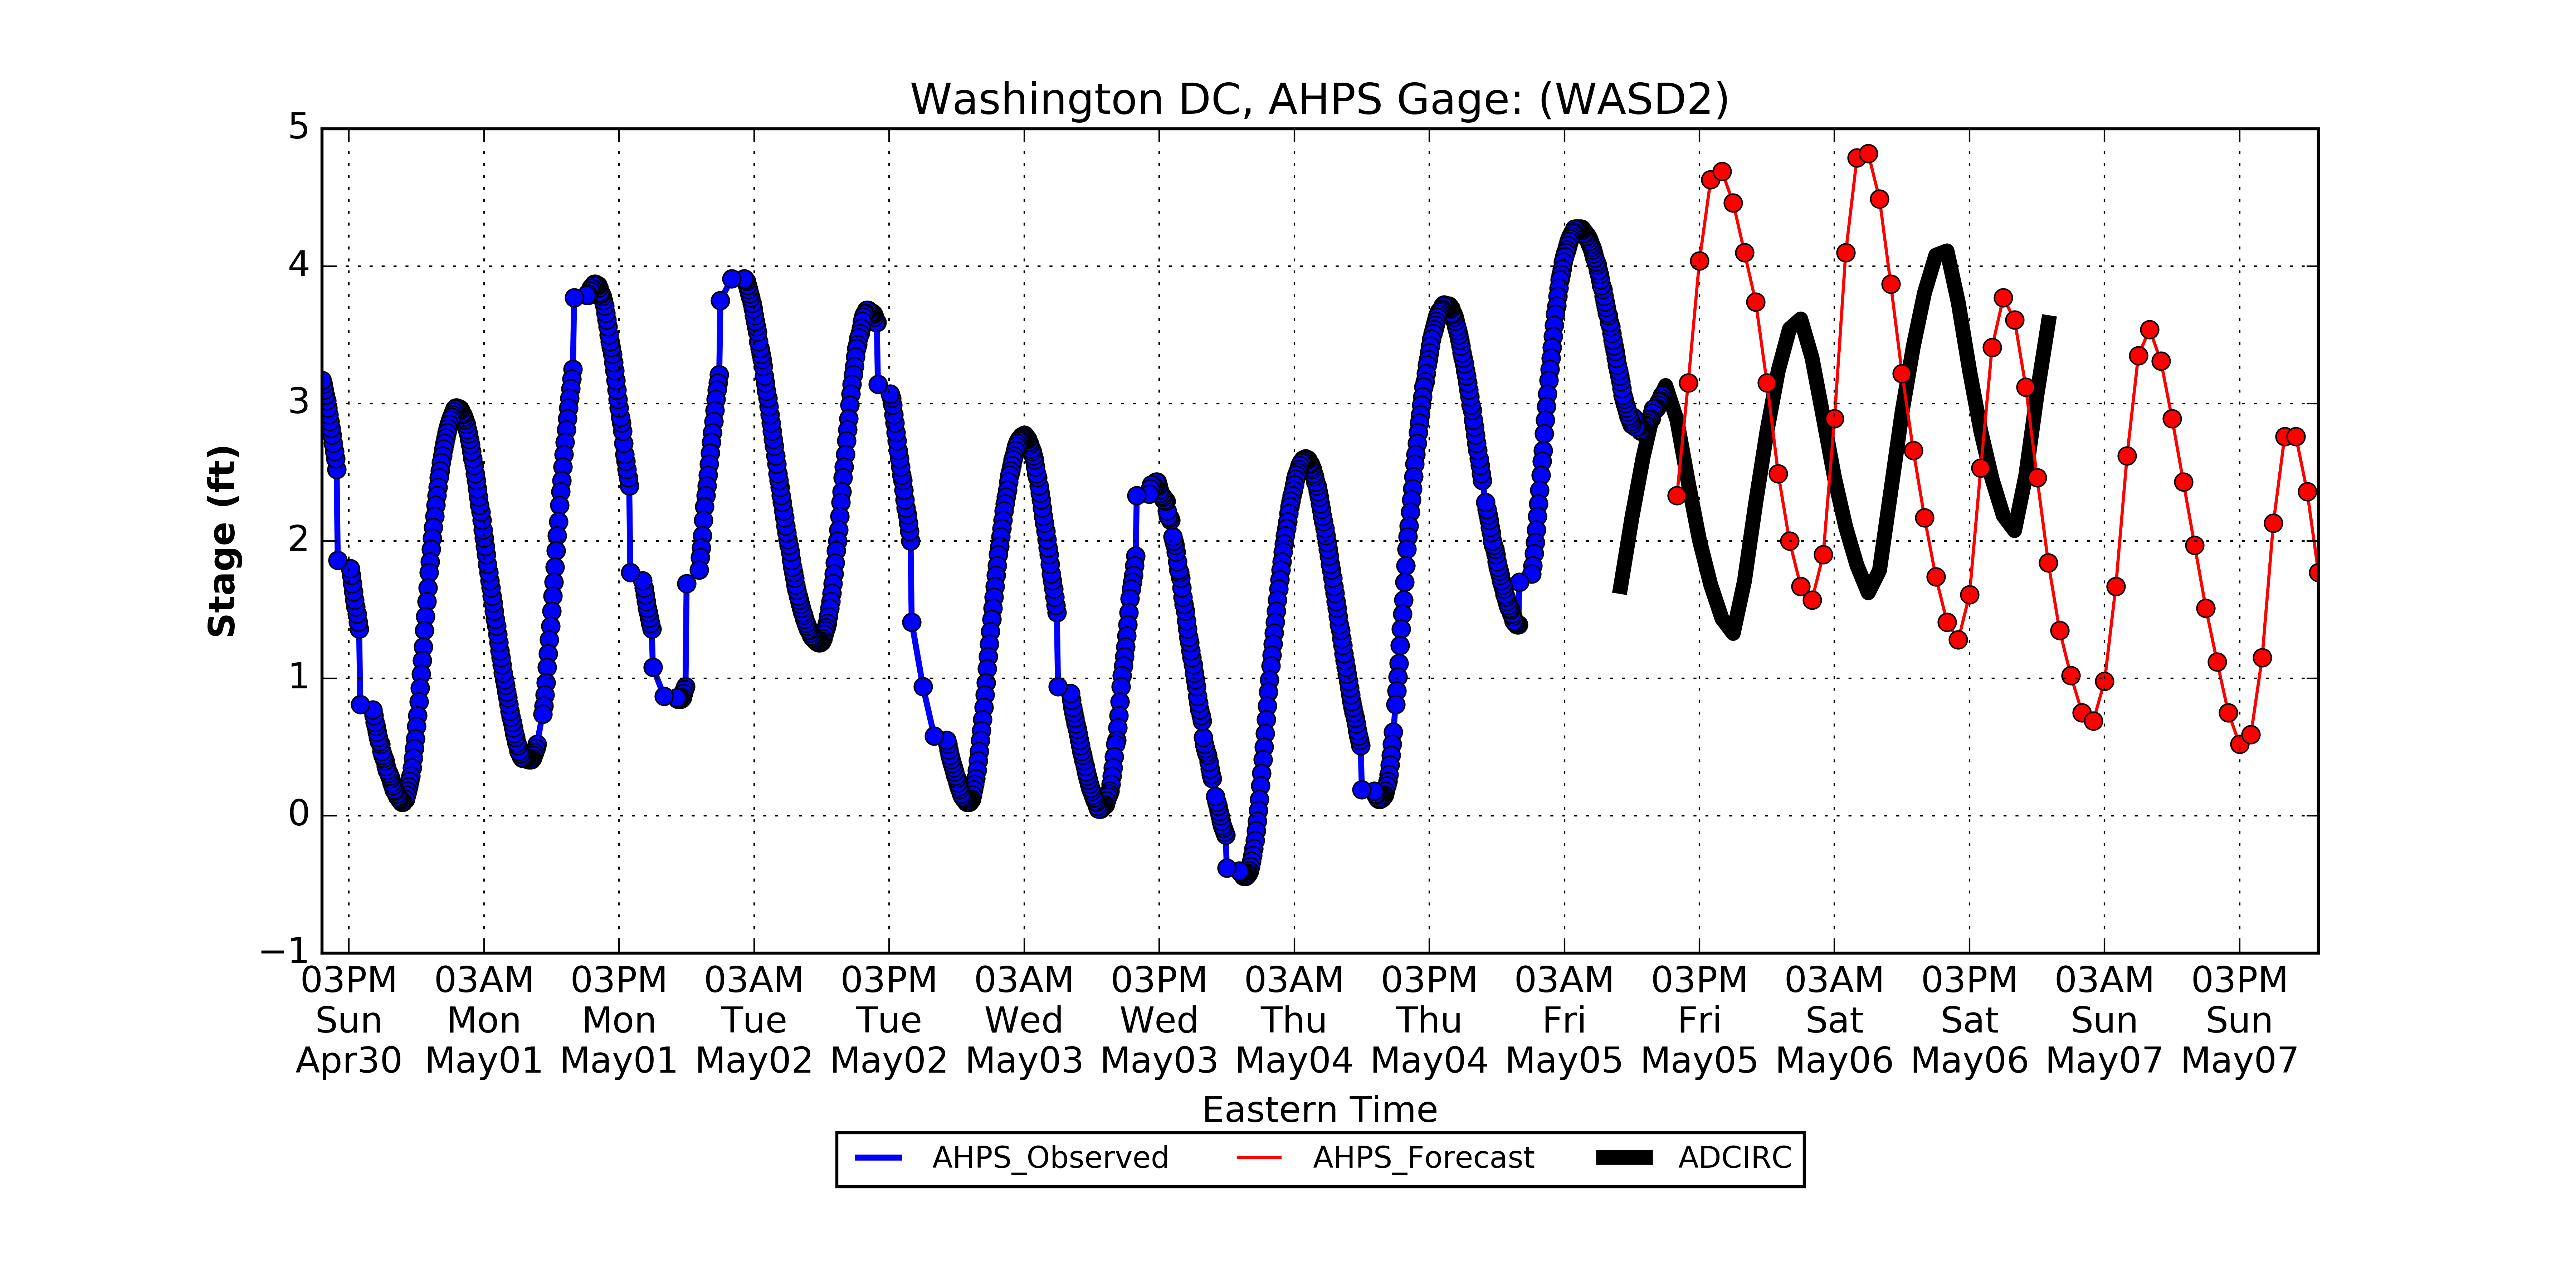 Washington DC, AHPS Gage: (WASD2)
5
4
3
2
1
0
−1
Stage (ft)
03PM 03AM 03PM 03AM 03PM 03AM 03PM 03AM 03PM 03AM 03PM 03AM 03PM 03AM 03PM
Sun Mon Mon Tue Tue Wed Wed Thu Thu Fri Fri Sat Sat Sun Sun
Apr30 May01 May01 May02 May02 May03 May03 May04 May04 May05 May05 May06 May06 May07 May07
Eastern Time
AHPS_Observed AHPS_Forecast ADCIRC